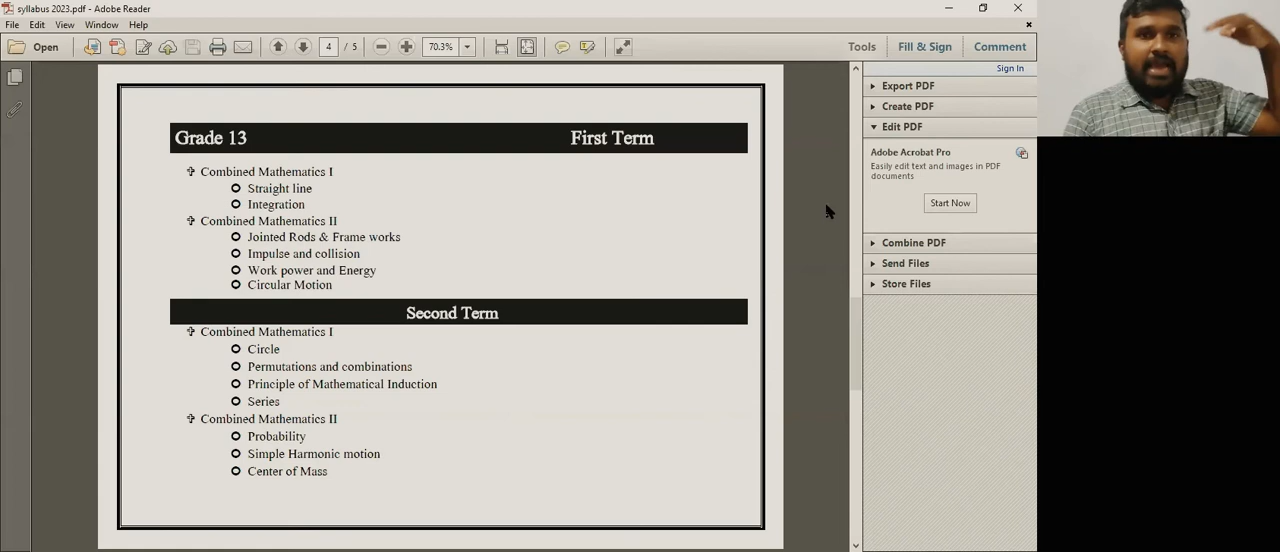 syllabus 2023.pdf - Adobe Reader
File Edit View Window Help
Open 4 / 5 70.3% Tools Fill & Sign Comment
Sign In
Export PDF
Create PDF
Edit PDF
Adobe Acrobat Pro
Easily edit text and images in PDF
documents
Start Now
Combine PDF
Send Files
Store Files
Grade 13 First Term
Combined Mathematics I
Straight line
Integration
Combined Mathematics II
Jointed Rods & Frame works
Impulse and collision
Work power and Energy
Circular Motion
Second Term
Combined Mathematics I
Circle
Permutations and combinations
Principle of Mathematical Induction
Series
Combined Mathematics II
Probability
Simple Harmonic motion
Center of Mass